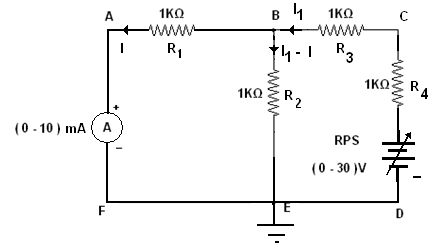 A 1KΩ B I₁ 1KΩ C
I R₁ I₁ - I R₃
1KΩ R₂ 1KΩ R₄
+
( 0 - 10 ) mA A
−
RPS
( 0 - 30 )V −
F E D